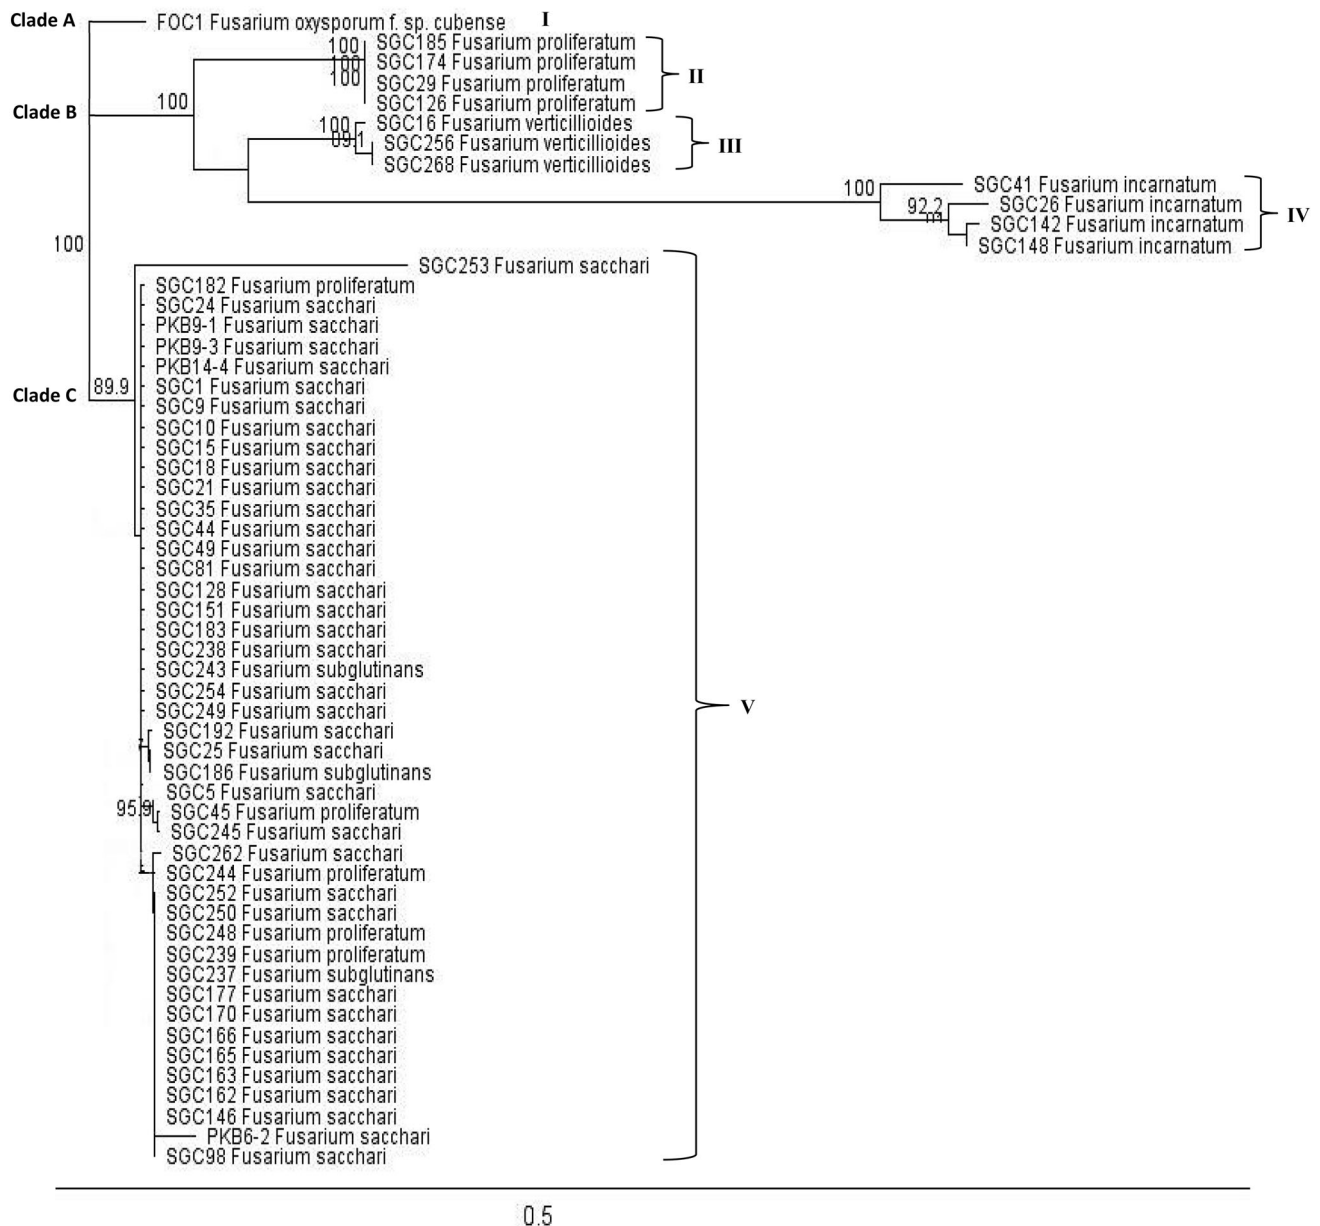 Clade A
FOC1 Fusarium oxysporum f. sp. cubense
I
100
SGC185 Fusarium proliferatum
100
SGC174 Fusarium proliferatum
II
100
SGC29 Fusarium proliferatum
SGC126 Fusarium proliferatum
Clade B
100
100
SGC16 Fusarium verticillioides
SGC256 Fusarium verticillioides
III
SGC268 Fusarium verticillioides
100
SGC41 Fusarium incarnatum
92.2
SGC26 Fusarium incarnatum
IV
SGC142 Fusarium incarnatum
SGC148 Fusarium incarnatum
100
SGC253 Fusarium sacchari
SGC182 Fusarium proliferatum
SGC24 Fusarium sacchari
PKB9-1 Fusarium sacchari
PKB9-3 Fusarium sacchari
PKB14-4 Fusarium sacchari
Clade C
89.9
SGC1 Fusarium sacchari
SGC9 Fusarium sacchari
SGC10 Fusarium sacchari
SGC15 Fusarium sacchari
SGC18 Fusarium sacchari
SGC21 Fusarium sacchari
SGC35 Fusarium sacchari
SGC44 Fusarium sacchari
SGC49 Fusarium sacchari
SGC81 Fusarium sacchari
SGC128 Fusarium sacchari
SGC151 Fusarium sacchari
SGC183 Fusarium sacchari
SGC238 Fusarium sacchari
SGC243 Fusarium subglutinans
SGC254 Fusarium sacchari
V
SGC249 Fusarium sacchari
SGC192 Fusarium sacchari
SGC25 Fusarium sacchari
SGC186 Fusarium subglutinans
SGC5 Fusarium sacchari
95.9
SGC45 Fusarium proliferatum
SGC245 Fusarium sacchari
SGC262 Fusarium sacchari
SGC244 Fusarium proliferatum
SGC252 Fusarium sacchari
SGC250 Fusarium sacchari
SGC248 Fusarium proliferatum
SGC239 Fusarium proliferatum
SGC237 Fusarium subglutinans
SGC177 Fusarium sacchari
SGC170 Fusarium sacchari
SGC166 Fusarium sacchari
SGC165 Fusarium sacchari
SGC163 Fusarium sacchari
SGC162 Fusarium sacchari
SGC146 Fusarium sacchari
PKB6-2 Fusarium sacchari
SGC98 Fusarium sacchari
0.5